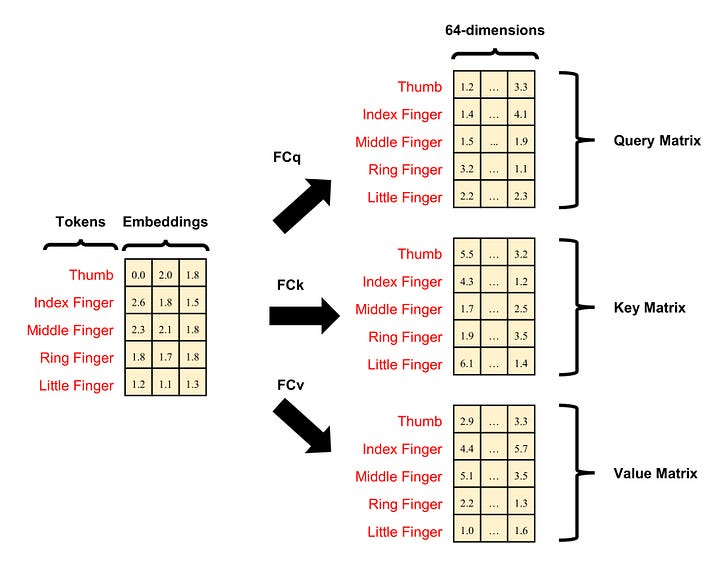 64-dimensions
Thumb 1.2 … 3.3
Index Finger 1.4 … 4.1
Middle Finger 1.5 ... 1.9
Ring Finger 3.2 … 1.1
Little Finger 2.2 … 2.3
Query Matrix
FCq
Tokens Embeddings
Thumb 0.0 2.0 1.8
Index Finger 2.6 1.8 1.5
Middle Finger 2.3 2.1 1.8
Ring Finger 1.8 1.7 1.8
Little Finger 1.2 1.1 1.3
FCk
Thumb 5.5 … 3.2
Index Finger 4.3 … 1.2
Middle Finger 1.7 … 2.5
Ring Finger 1.9 … 3.5
Little Finger 6.1 … 1.4
Key Matrix
FCv
Thumb 2.9 … 3.3
Index Finger 4.4 … 5.7
Middle Finger 5.1 … 3.5
Ring Finger 2.2 … 1.3
Little Finger 1.0 … 1.6
Value Matrix